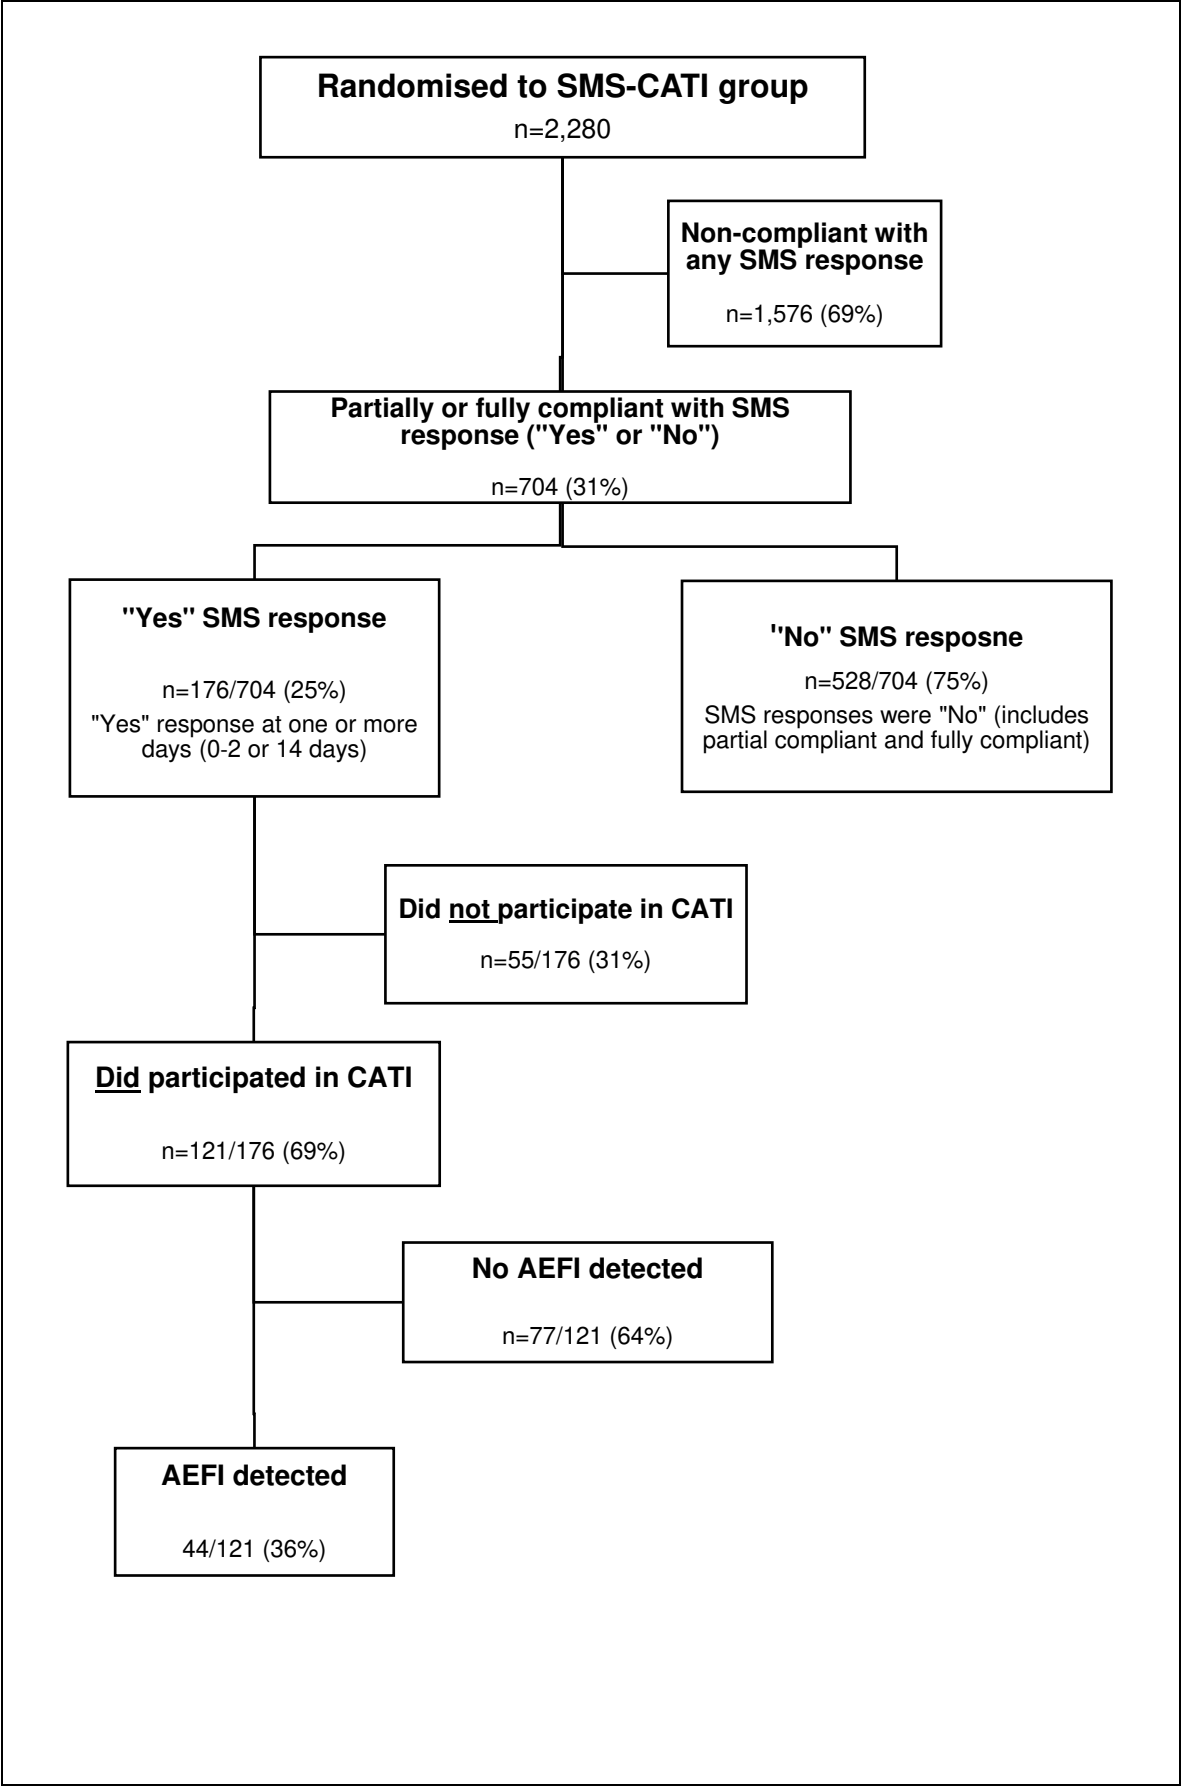 Randomised to SMS-CATI group
n=2,280
Non-compliant with
any SMS response
n=1,576 (69%)
Partially or fully compliant with SMS
response ("Yes" or "No")
n=704 (31%)
"Yes" SMS response
n=176/704 (25%)
"Yes" response at one or more
days (0-2 or 14 days)
'"No" SMS resposne
n=528/704 (75%)
SMS responses were "No" (includes
partial compliant and fully compliant)
Did not participate in CATI
n=55/176 (31%)
Did participated in CATI
n=121/176 (69%)
No AEFI detected
n=77/121 (64%)
AEFI detected
44/121 (36%)